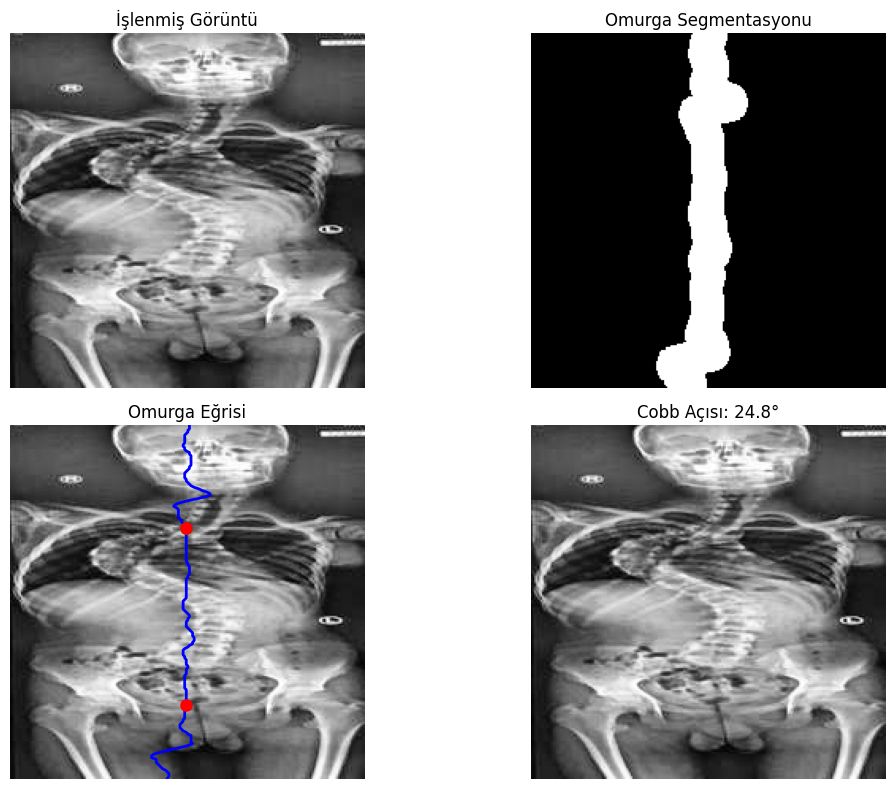 İşlenmiş Görüntü
Omurga Segmentasyonu
Omurga Eğrisi
Cobb Açısı: 24.8°